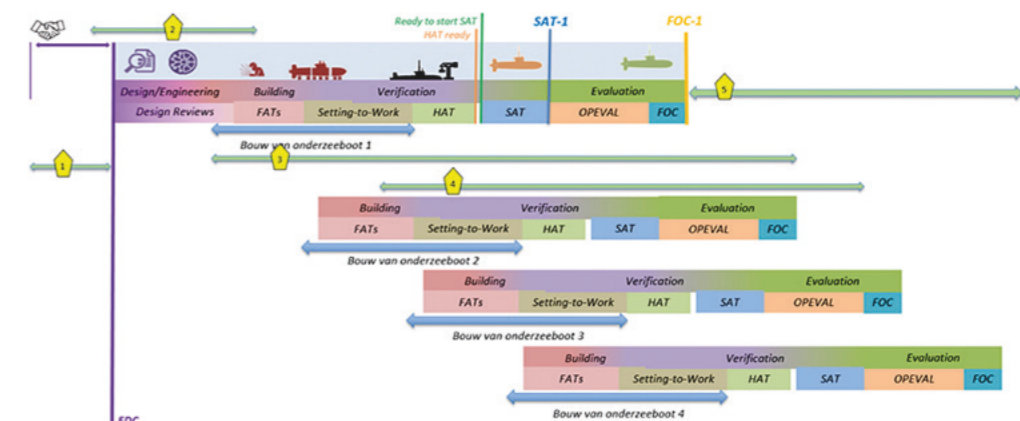 2
Ready to start SAT
HAT ready
SAT-1
FOC-1
5
Design/Engineering Building Verification Evaluation
Design Reviews FATs Setting-to-Work HAT SAT OPEVAL FOC
Bouw van onderzeeboot 1
1
3
4
Building Verification Evaluation
FATs Setting-to-Work HAT SAT OPEVAL FOC
Bouw van onderzeeboot 2
Building Verification Evaluation
FATs Setting-to-Work HAT SAT OPEVAL FOC
Bouw van onderzeeboot 3
Building Verification Evaluation
FATs Setting-to-Work HAT SAT OPEVAL FOC
Bouw van onderzeeboot 4